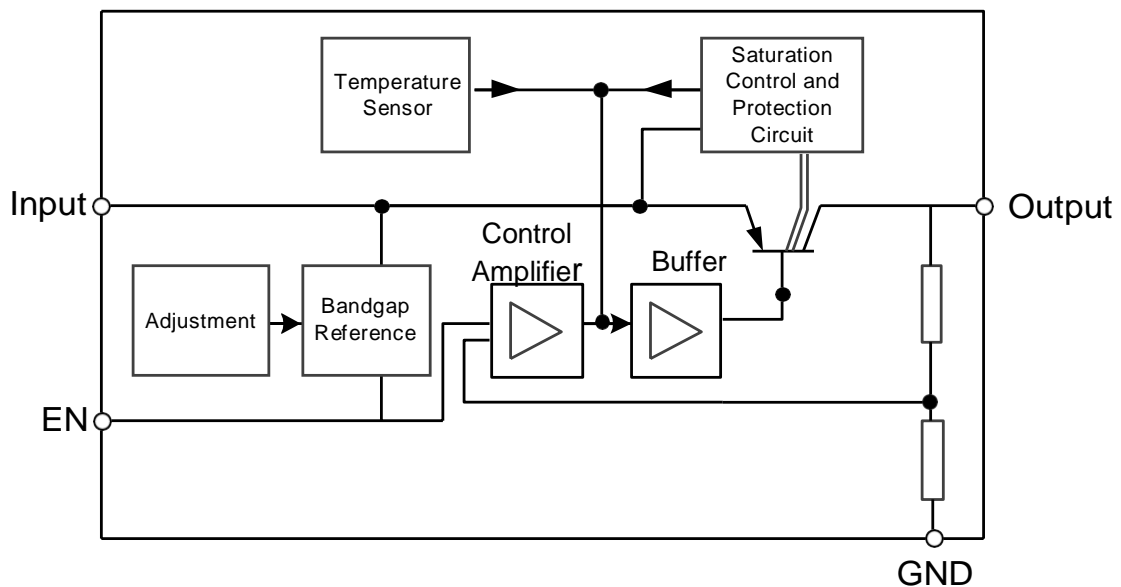 Temperature
Sensor
Saturation
Control and
Protection
Circuit
Input
Output
Control
Amplifier
Buffer
Adjustment
Bandgap
Reference
EN
GND